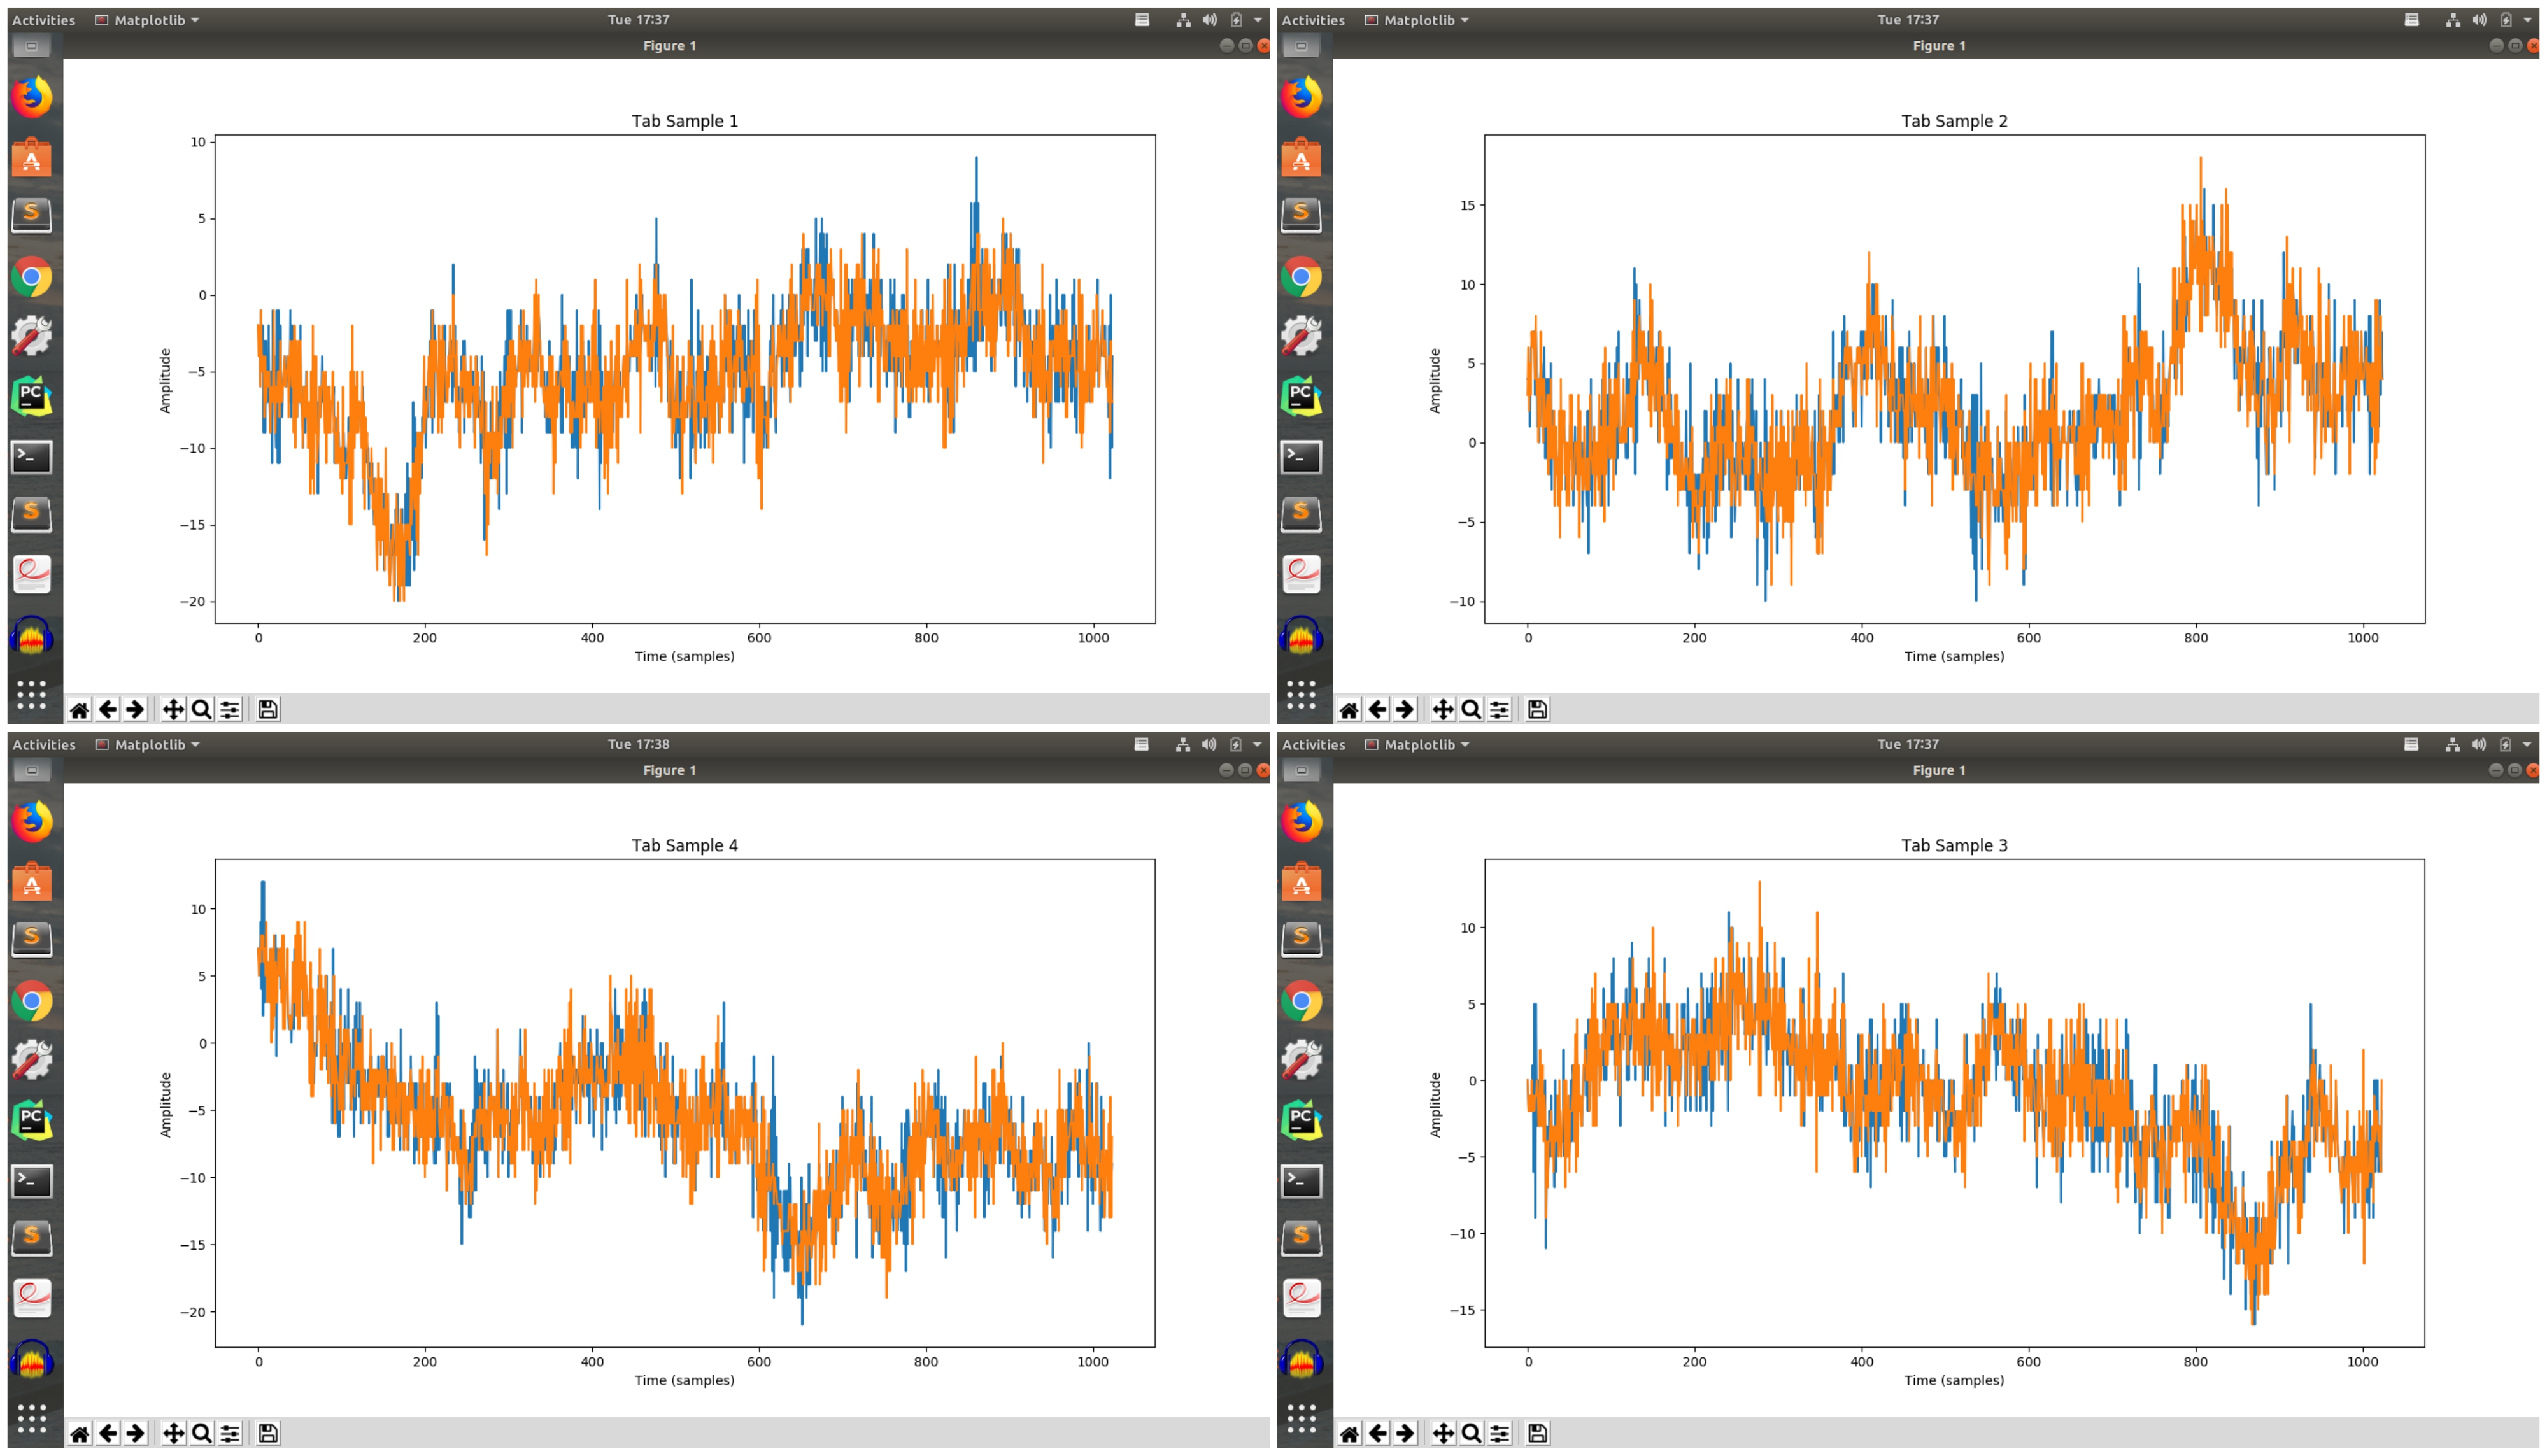 Activities Matplotlib Tue 17:37
Figure 1
Tab Sample 1
10
5
0
−5
−10
−15
−20
Amplitude
0 200 400 600 800 1000
Time (samples)
A
S
PC
>_
S
Activities Matplotlib Tue 17:37
Figure 1
Tab Sample 2
15
10
5
0
−5
−10
Amplitude
0 200 400 600 800 1000
Time (samples)
A
S
PC
>_
S
Activities Matplotlib Tue 17:38
Figure 1
Tab Sample 4
10
5
0
−5
−10
−15
−20
Amplitude
0 200 400 600 800 1000
Time (samples)
A
S
PC
>_
S
Activities Matplotlib Tue 17:37
Figure 1
Tab Sample 3
10
5
0
−5
−10
−15
Amplitude
0 200 400 600 800 1000
Time (samples)
A
S
PC
>_
S